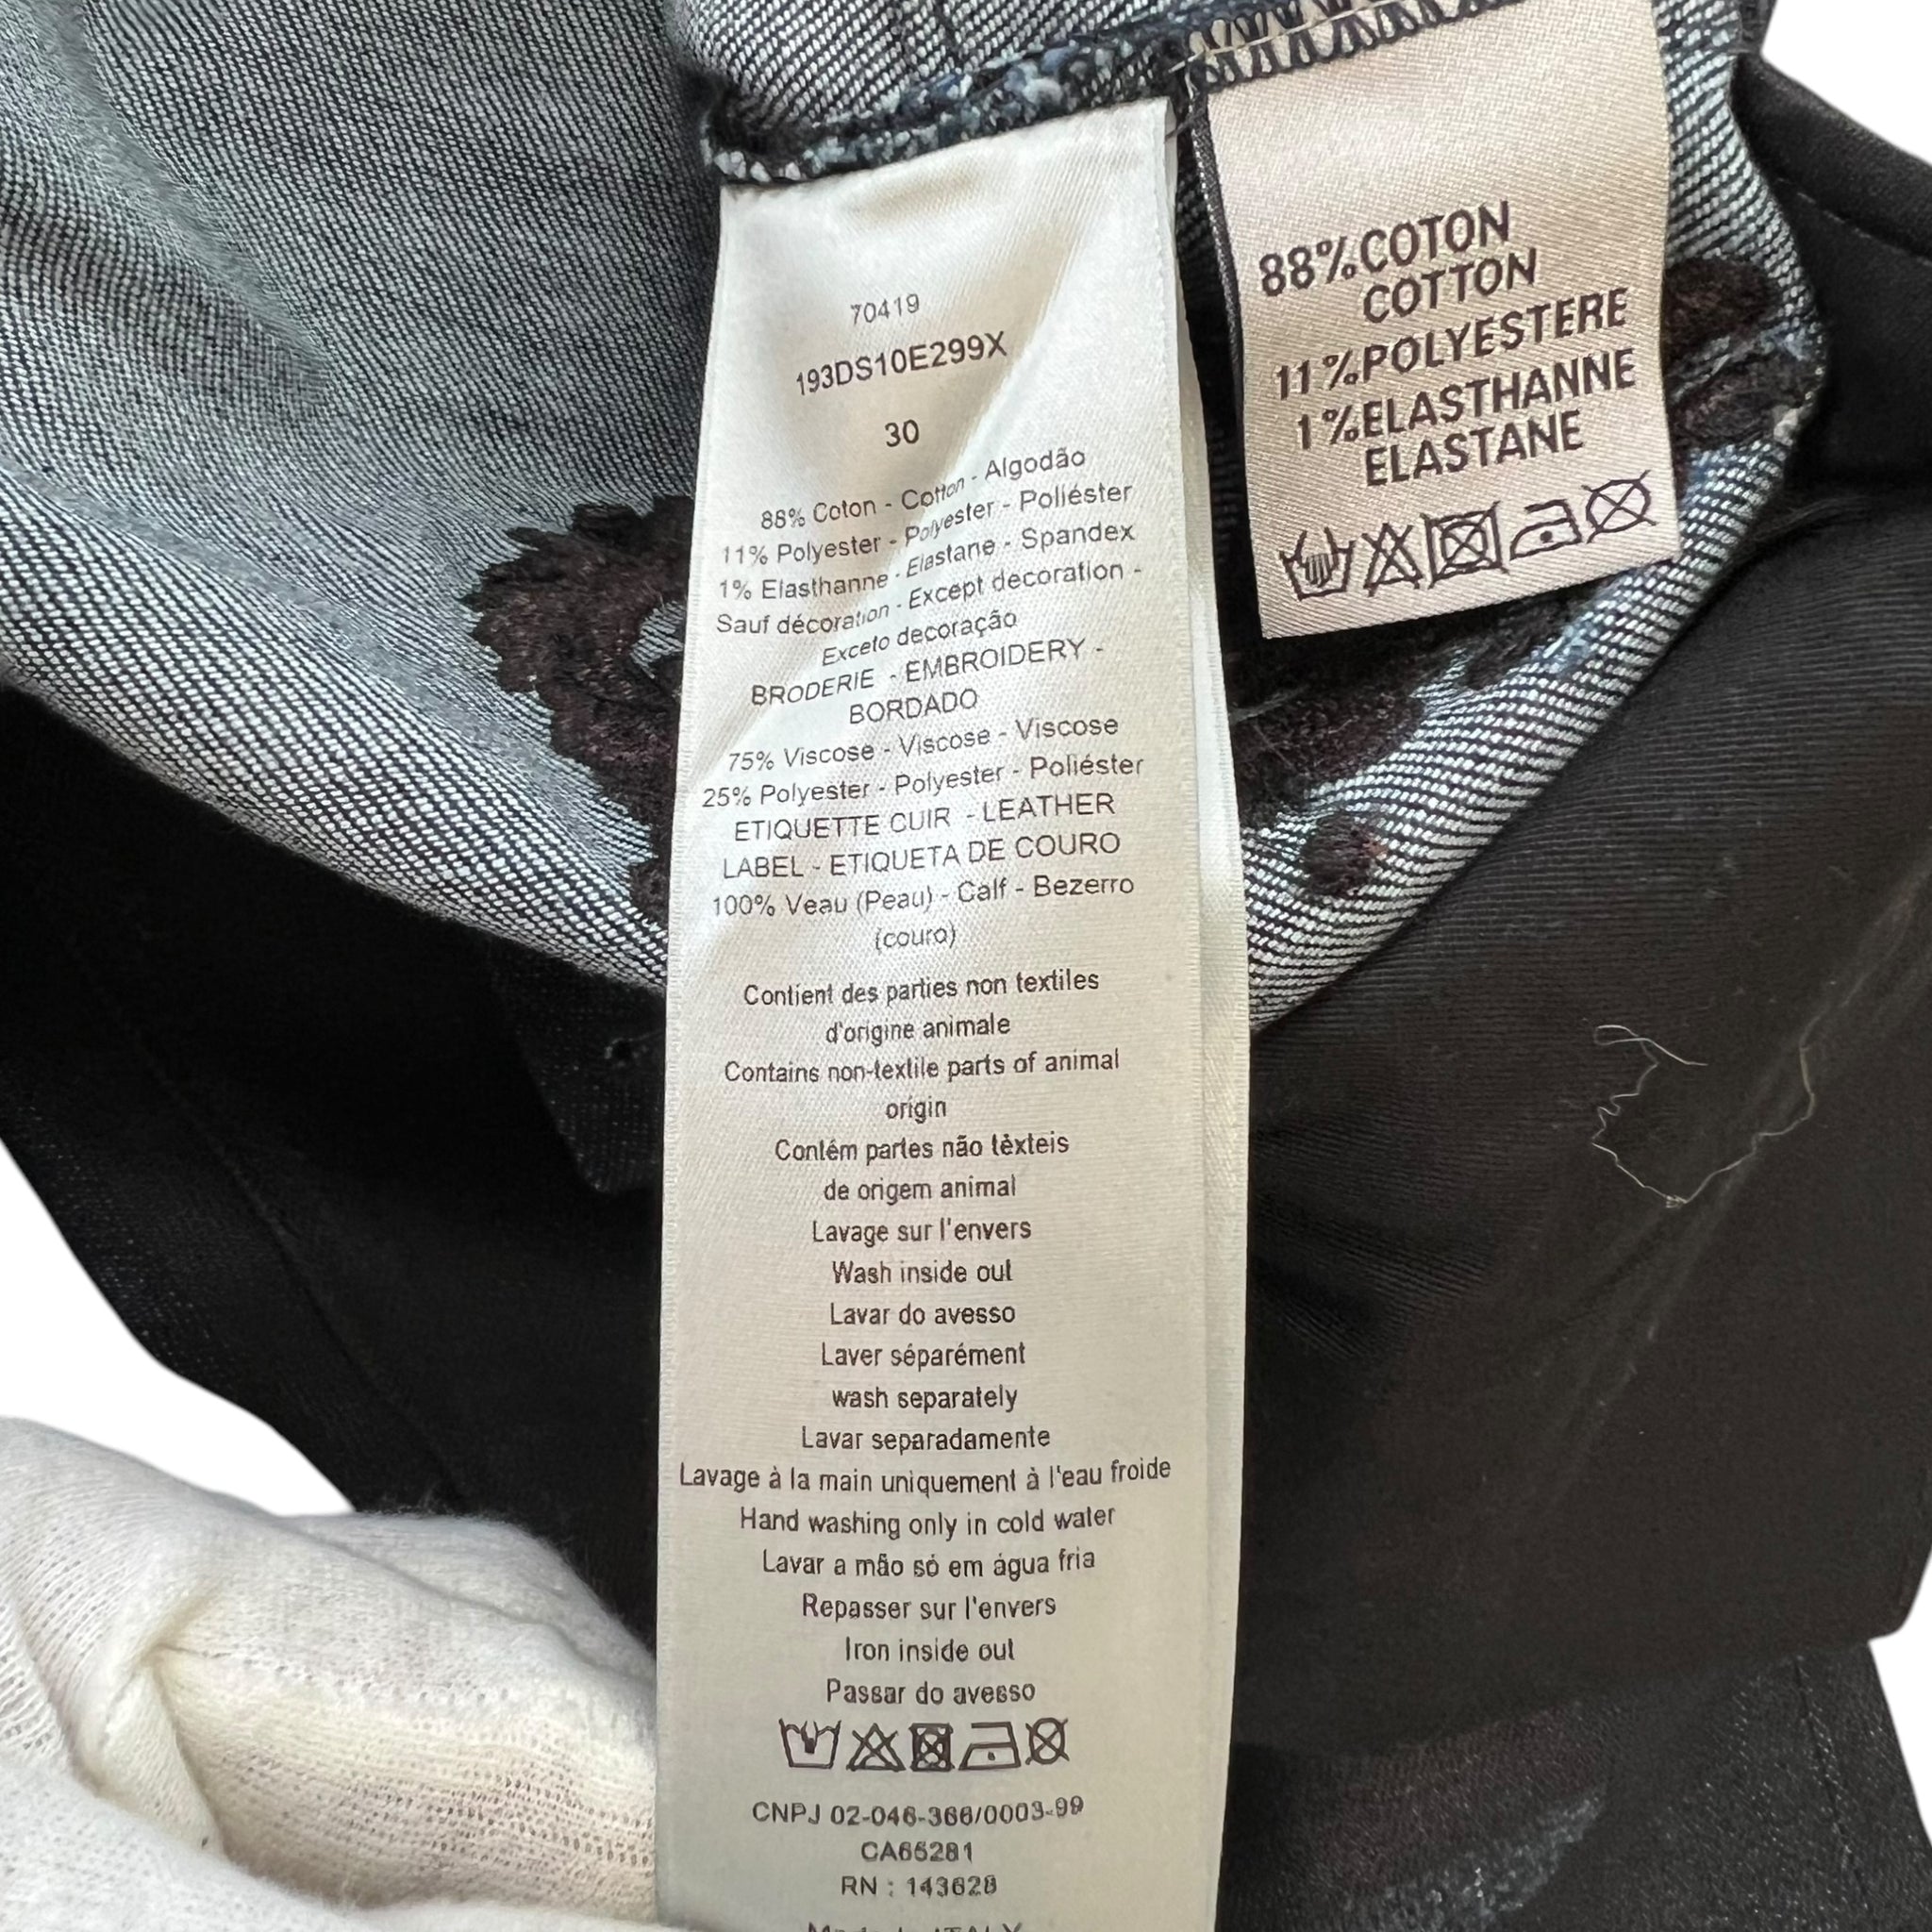 70419
193DS10E299X
30
88% Coton - Cotton - Algodão
11% Polyester - Polyester - Poliéster
1% Elasthanne - Elastane - Spandex
Sauf décoration - Except decoration -
Exceto decoração
BRODERIE - EMBROIDERY -
BORDADO
75% Viscose - Viscose - Viscose
25% Polyester - Polyester - Poliéster
ETIQUETTE CUIR - LEATHER
LABEL - ETIQUETA DE COURO
100% Veau (Peau) - Calf - Bezerro
(couro)
Contient des parties non textiles
d'origine animale
Contains non-textile parts of animal
origin
Contém partes não têxteis
de origem animal
Lavage sur l'envers
Wash inside out
Lavar do avesso
Laver séparément
wash separately
Lavar separadamente
Lavage à la main uniquement à l'eau froide
Hand washing only in cold water
Lavar a mão só em água fria
Repasser sur l'envers
Iron inside out
Passar do avesso
CNPJ 02-046-366/0003-99
CA65281
RN : 143628
Made in ITALY
88%COTON
COTTON
11%POLYESTERE
1%ELASTHANNE
ELASTANE